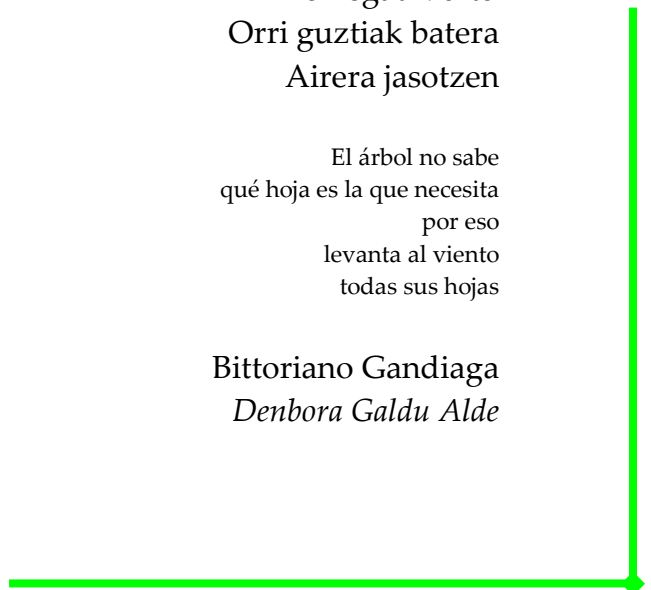 Orri guztiak batera
Airera jasotzen
El árbol no sabe
qué hoja es la que necesita
por eso
levanta al viento
todas sus hojas
Bittoriano Gandiaga
Denbora Galdu Alde